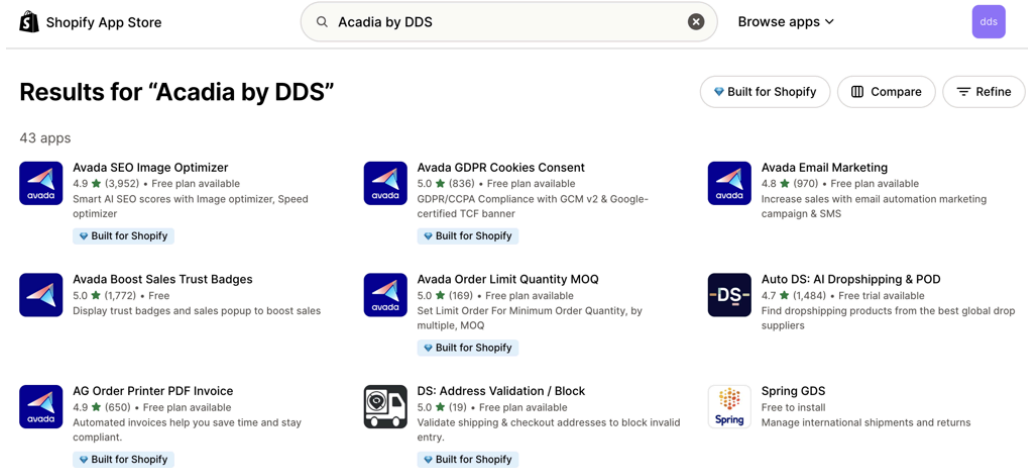 Shopify App Store
Acadia by DDS
Browse apps
dds
Results for “Acadia by DDS”
Built for Shopify
Compare
Refine
43 apps
avada
Avada SEO Image Optimizer
4.9 ★ (3,952) • Free plan available
Smart AI SEO scores with Image optimizer, Speed
optimizer
Built for Shopify
avada
Avada GDPR Cookies Consent
5.0 ★ (836) • Free plan available
GDPR/CCPA Compliance with GCM v2 & Google-
certified TCF banner
Built for Shopify
avada
Avada Email Marketing
4.8 ★ (970) • Free plan available
Increase sales with email automation marketing
campaign & SMS
Avada Boost Sales Trust Badges
5.0 ★ (1,772) • Free
Display trust badges and sales popup to boost sales
avada
Avada Order Limit Quantity MOQ
5.0 ★ (169) • Free plan available
Set Limit Order For Minimum Order Quantity, by
multiple, MOQ
Built for Shopify
-DS-
Auto DS: AI Dropshipping & POD
4.7 ★ (1,484) • Free trial available
Find dropshipping products from the best global drop
suppliers
avada
AG Order Printer PDF Invoice
4.9 ★ (650) • Free plan available
Automated invoices help you save time and stay
compliant.
Built for Shopify
DS: Address Validation / Block
5.0 ★ (19) • Free plan available
Validate shipping & checkout addresses to block invalid
entry.
Built for Shopify
Spring
Spring GDS
Free to install
Manage international shipments and returns